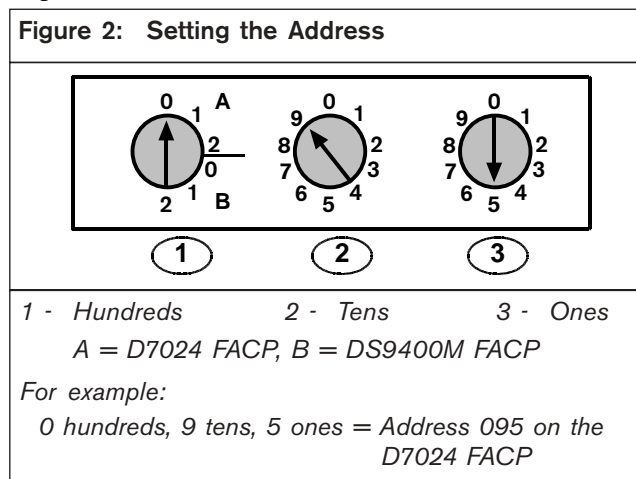 Figure 2: Setting the Address
0 1 A 2 0 1 B 2
0 1 2 3 4 5 6 7 8 9
0 1 2 3 4 5 6 7 8 9
1 2 3
1 - Hundreds 2 - Tens 3 - Ones
A = D7024 FACP, B = DS9400M FACP
For example:
0 hundreds, 9 tens, 5 ones = Address 095 on the
D7024 FACP